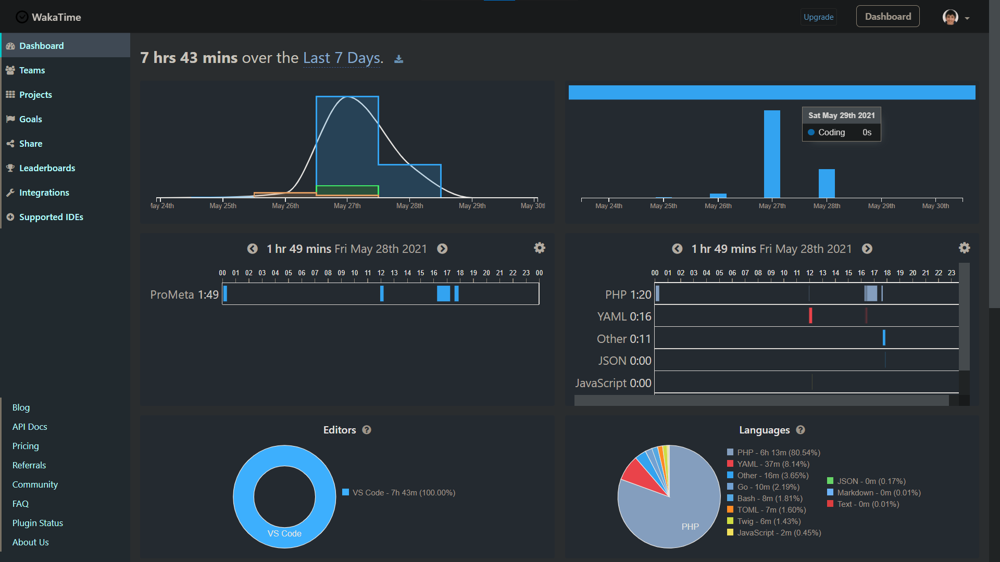 WakaTime
Upgrade
Dashboard
Dashboard
Teams
Projects
Goals
Share
Leaderboards
Integrations
Supported IDEs
Blog
API Docs
Pricing
Referrals
Community
FAQ
Plugin Status
About Us
7 hrs 43 mins over the Last 7 Days.
May 24th May 25th May 26th May 27th May 28th May 29th May 30th
Sat May 29th 2021
Coding 0s
May 24th May 25th May 26th May 27th May 28th May 29th May 30th
1 hr 49 mins Fri May 28th 2021
00 01 02 03 04 05 06 07 08 09 10 11 12 13 14 15 16 17 18 19 20 21 22 23 00
ProMeta 1:49
1 hr 49 mins Fri May 28th 2021
00 01 02 03 04 05 06 07 08 09 10 11 12 13 14 15 16 17 18 19 20 21 22 23
PHP 1:20
YAML 0:16
Other 0:11
JSON 0:00
JavaScript 0:00
Editors
VS Code
VS Code - 7h 43m (100.00%)
Languages
PHP
PHP - 6h 13m (80.54%)
YAML - 37m (8.14%)
Other - 16m (3.65%)
Go - 10m (2.19%)
Bash - 8m (1.81%)
TOML - 7m (1.60%)
Twig - 6m (1.43%)
JavaScript - 2m (0.45%)
JSON - 0m (0.17%)
Markdown - 0m (0.01%)
Text - 0m (0.01%)